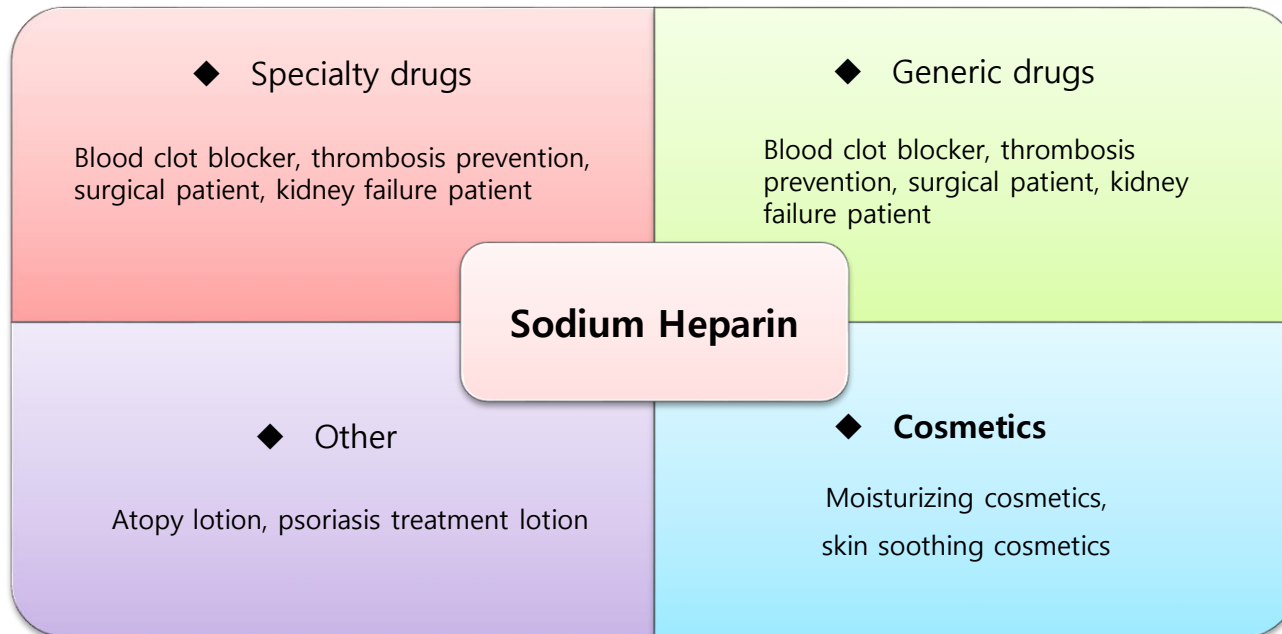 ◆ Specialty drugs
Blood clot blocker, thrombosis prevention,
surgical patient, kidney failure patient
◆ Generic drugs
Blood clot blocker, thrombosis
prevention, surgical patient, kidney
failure patient
Sodium Heparin
◆ Other
Atopy lotion, psoriasis treatment lotion
◆ Cosmetics
Moisturizing cosmetics,
skin soothing cosmetics